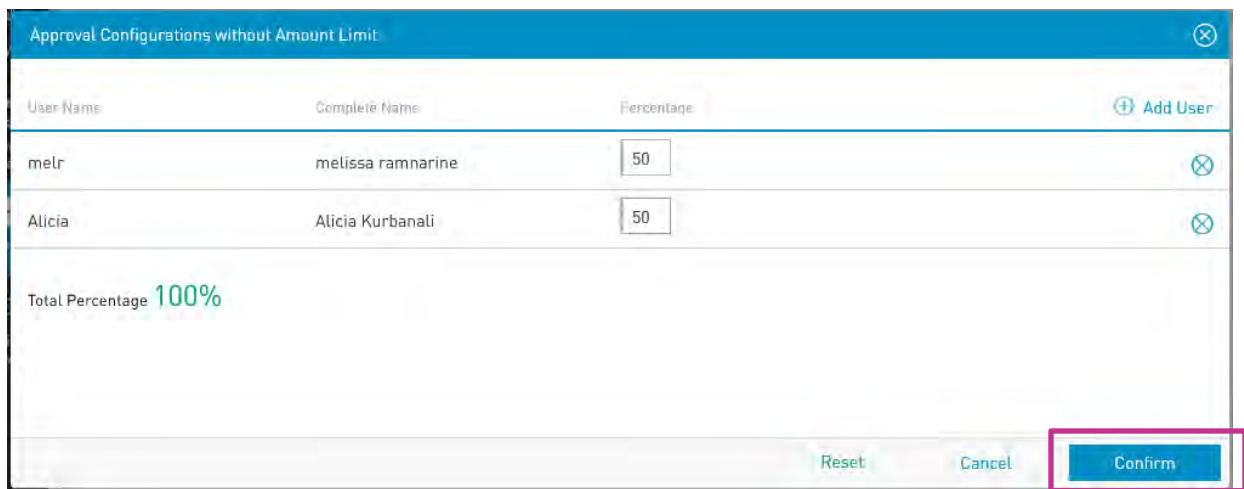 Approval Configurations without Amount Limit
User Name Complete Name Percentage Add User
melr melissa ramnarine 50
Alicia Alicia Kurbanali 50
Total Percentage 100%
Reset Cancel Confirm